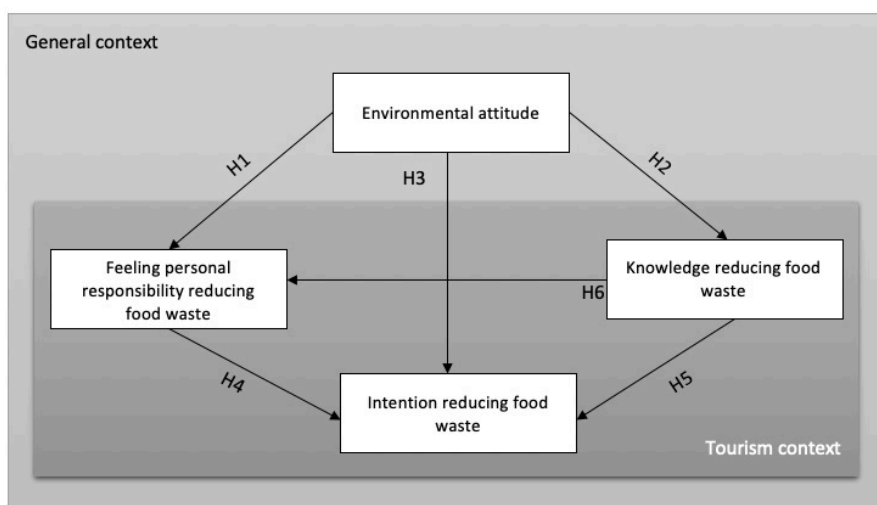 General context
Environmental attitude
H1
H3
H2
Feeling personal
responsibility reducing
food waste
H6
Knowledge reducing food
waste
H4
Intention reducing food
waste
H5
Tourism context